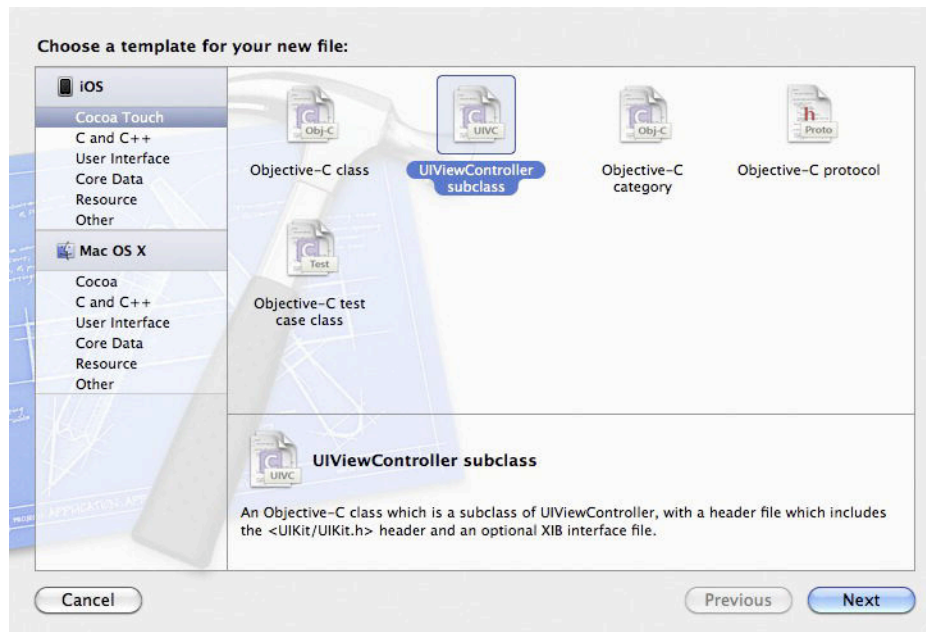 Choose a template for your new file:
iOS
Cocoa Touch
C and C++
User Interface
Core Data
Resource
Other
Mac OS X
Cocoa
C and C++
User Interface
Core Data
Resource
Other
Obj-C
Objective-C class
UIVC
UIViewController
subclass
Obj-C
Objective-C
category
h
Proto
Objective-C protocol
Test
Objective-C test
case class
UIVC
UIViewController subclass
An Objective-C class which is a subclass of UIViewController, with a header file which includes
the <UIKit/UIKit.h> header and an optional XIB interface file.
Cancel
Previous
Next